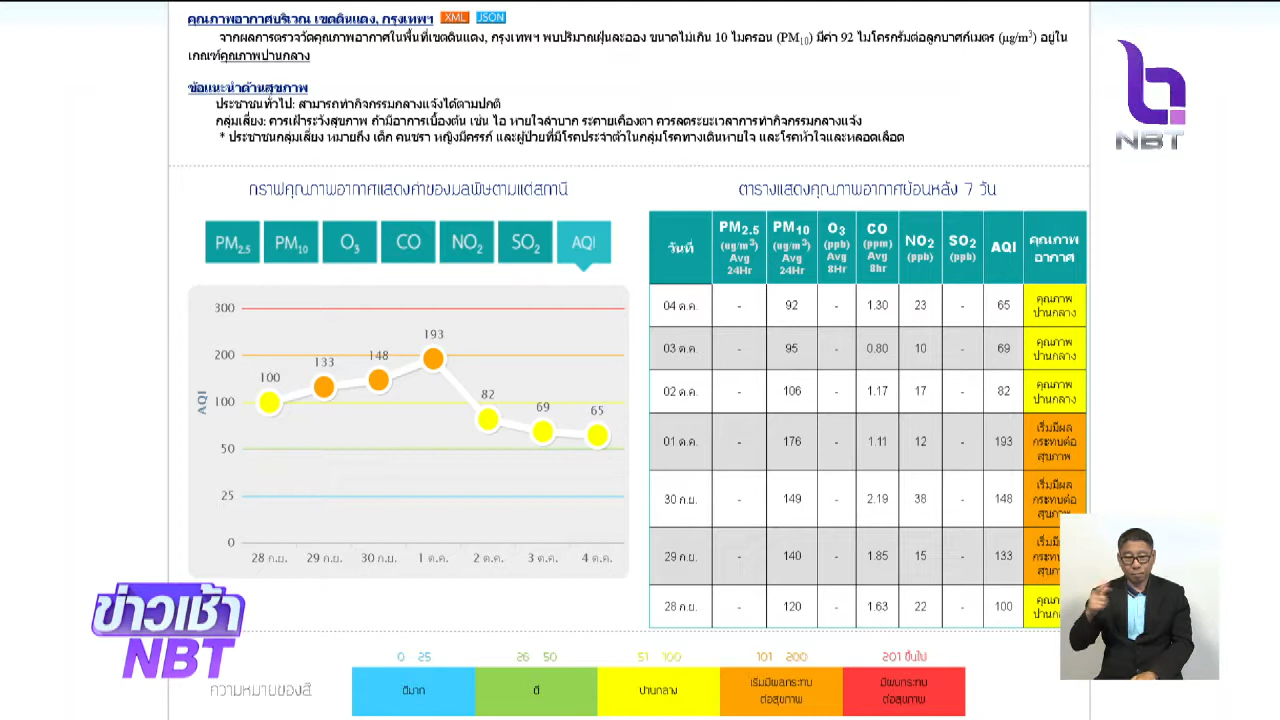 คุณภาพอากาศบริเวณ เขตดินแดง, กรุงเทพฯ XML JSON
จากผลการตรวจวัดคุณภาพอากาศในพื้นที่เขตดินแดง, กรุงเทพฯ พบปริมาณฝุ่นละออง ขนาดไม่เกิน 10 ไมครอน (PM10) มีค่า 92 ไมโครกรัมต่อลูกบาศก์เมตร (µg/m3) อยู่ใน
เกณฑ์คุณภาพปานกลาง
ข้อแนะนำด้านสุขภาพ
ประชาชนทั่วไป: สามารถทำกิจกรรมกลางแจ้งได้ตามปกติ
กลุ่มเสี่ยง: ควรเฝ้าระวังสุขภาพ ถ้ามีอาการเบื้องต้น เช่น ไอ หายใจลำบาก ระคายเคืองตา ควรลดระยะเวลาการทำกิจกรรมกลางแจ้ง
* ประชาชนกลุ่มเสี่ยง หมายถึง เด็ก คนชรา หญิงมีครรภ์ และผู้ป่วยที่มีโรคประจำตัวในกลุ่มโรคทางเดินหายใจ และโรคหัวใจและหลอดเลือด
NBT
กราฟคุณภาพอากาศแสดงค่าของมลพิษตามแต่สถานี
PM2.5 PM10 O3 CO NO2 SO2 AQI
300
200
100
50
25
0
AQI
100 133 148 193 82 69 65
28 ก.ย. 29 ก.ย. 30 ก.ย. 1 ต.ค. 2 ต.ค. 3 ต.ค. 4 ต.ค.
ตารางแสดงคุณภาพอากาศย้อนหลัง 7 วัน
วันที่ PM2.5 (ug/m3) Avg 24Hr PM10 (ug/m3) Avg 24Hr O3 (ppb) Avg 8Hr CO (ppm) Avg 8hr NO2 (ppb) SO2 (ppb) AQI คุณภาพอากาศ
04 ต.ค. - 92 - 1.30 23 - 65 คุณภาพปานกลาง
03 ต.ค. - 95 - 0.80 10 - 69 คุณภาพปานกลาง
02 ต.ค. - 106 - 1.17 17 - 82 คุณภาพปานกลาง
01 ต.ค. - 176 - 1.11 12 - 193 เริ่มมีผลกระทบต่อสุขภาพ
30 ก.ย. - 149 - 2.19 38 - 148 เริ่มมีผลกระทบต่อสุขภาพ
29 ก.ย. - 140 - 1.85 15 - 133
28 ก.ย. - 120 - 1.63 22 - 100
ข่าวเช้า
NBT
0 25 26 50 51 100 101 200 201 ขึ้นไป
ความหมายของสี ดีมาก ดี ปานกลาง เริ่มมีผลกระทบต่อสุขภาพ มีผลกระทบต่อสุขภาพ